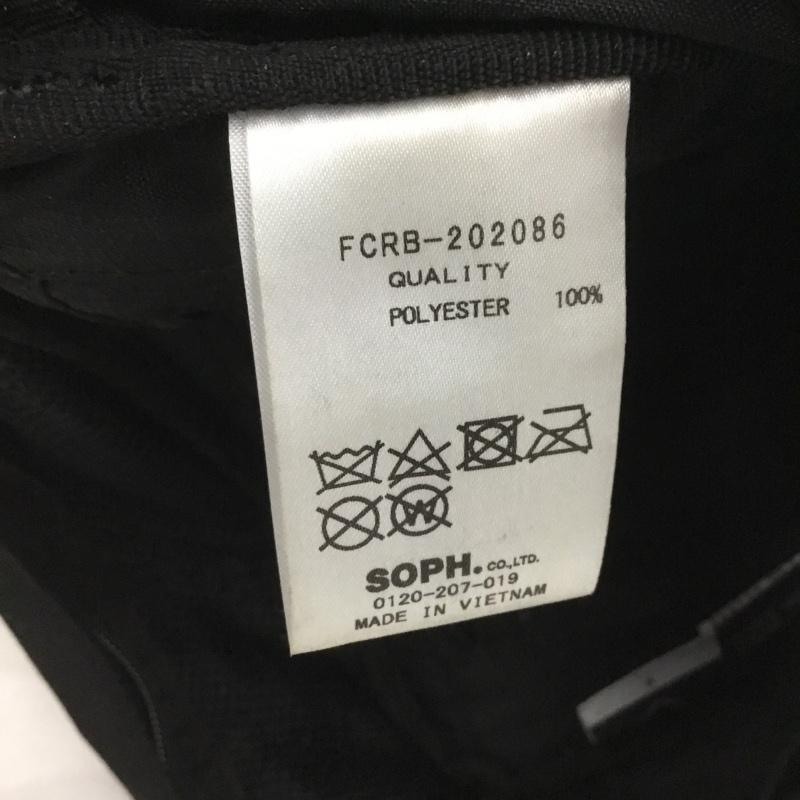 FCRB-202086
QUALITY
POLYESTER 100%
W
SOPH. CO.,LTD.
0120-207-019
MADE IN VIETNAM